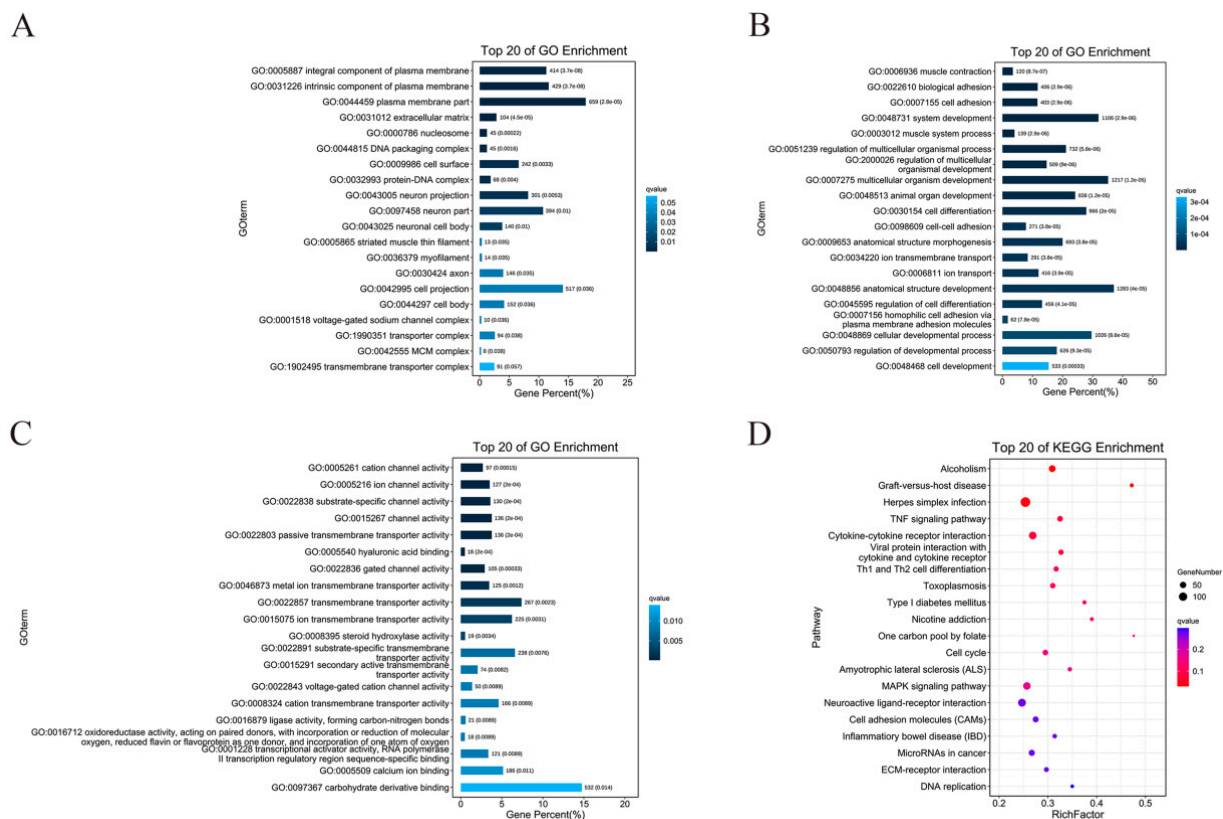 A
Top 20 of GO Enrichment
GO:0005887 integral component of plasma membrane
414 (3.7e-08)
GO:0031226 intrinsic component of plasma membrane
429 (3.7e-08)
GO:0044459 plasma membrane part
659 (2.8e-05)
GO:0031012 extracellular matrix
104 (4.5e-05)
GO:0000786 nucleosome
45 (0.00022)
GO:0044815 DNA packaging complex
45 (0.0016)
GO:0009986 cell surface
242 (0.0033)
GO:0032993 protein-DNA complex
68 (0.004)
GO:0043005 neuron projection
301 (0.0053)
GO:0097458 neuron part
394 (0.01)
GO:0043025 neuronal cell body
140 (0.01)
GO:0005865 striated muscle thin filament
13 (0.035)
GO:0036379 myofilament
14 (0.035)
GO:0030424 axon
146 (0.035)
GO:0042995 cell projection
517 (0.036)
GO:0044297 cell body
152 (0.036)
GO:0001518 voltage-gated sodium channel complex
10 (0.036)
GO:1990351 transporter complex
94 (0.038)
GO:0042555 MCM complex
8 (0.038)
GO:1902495 transmembrane transporter complex
91 (0.057)
GOterm
0 5 10 15 20 25
Gene Percent(%)
qvalue
0.05
0.04
0.03
0.02
0.01
B
Top 20 of GO Enrichment
GO:0006936 muscle contraction
120 (8.7e-07)
GO:0022610 biological adhesion
(2.9e-06)
GO:0007155 cell adhesion
403 (2.9e-06)
GO:0048731 system development
1106 (2.9e-06)
GO:0003012 muscle system process
139 (2.9e-06)
GO:0051239 regulation of multicellular organismal process
732 (5.8e-06)
GO:2000026 regulation of multicellular
organismal development
509 (9e-06)
GO:0007275 multicellular organism development
1217 (1.2e-05)
GO:0048513 animal organ development
838 (1.2e-05)
GO:0030154 cell differentiation
966 (2e-05)
GO:0098609 cell-cell adhesion
271 (3.8e-05)
GO:0009653 anatomical structure morphogenesis
693 (3.8e-05)
GO:0034220 ion transmembrane transport
291 (3.8e-05)
GO:0006811 ion transport
416 (3.9e-05)
GO:0048856 anatomical structure development
1283 (4e-05)
GO:0045595 regulation of cell differentiation
456 (4.1e-05)
GO:0007156 homophilic cell adhesion via
plasma membrane adhesion molecules
62 (7.8e-05)
GO:0048869 cellular developmental process
1026 (8.8e-05)
GO:0050793 regulation of developmental process
626 (9.3e-05)
GO:0048468 cell development
533 (0.00033)
GOterm
0 10 20 30 40 50
Gene Percent(%)
qvalue
3e-04
2e-04
1e-04
C
Top 20 of GO Enrichment
GO:0005261 cation channel activity
97 (0.00015)
GO:0005216 ion channel activity
127 (2e-04)
GO:0022838 substrate-specific channel activity
130 (2e-04)
GO:0015267 channel activity
136 (2e-04)
GO:0022803 passive transmembrane transporter activity
136 (2e-04)
GO:0005540 hyaluronic acid binding
18 (2e-04)
GO:0022836 gated channel activity
105 (0.00033)
GO:0046873 metal ion transmembrane transporter activity
125 (0.0012)
GO:0022857 transmembrane transporter activity
267 (0.0023)
GO:0015075 ion transmembrane transporter activity
225 (0.0031)
GO:0008395 steroid hydroxylase activity
19 (0.0034)
GO:0022891 substrate-specific transmembrane
transporter activity
238 (0.0076)
GO:0015291 secondary active transmembrane
transporter activity
74 (0.0082)
GO:0022843 voltage-gated cation channel activity
50 (0.0089)
GO:0008324 cation transmembrane transporter activity
166 (0.0089)
GO:0016879 ligase activity, forming carbon-nitrogen bonds
21 (0.0089)
GO:0016712 oxidoreductase activity, acting on paired donors, with incorporation or reduction of molecular
oxygen, reduced flavin or flavoprotein as one donor, and incorporation of one atom of oxygen
18 (0.0089)
GO:0001228 transcriptional activator activity, RNA polymerase
II transcription regulatory region sequence-specific binding
121 (0.0089)
GO:0005509 calcium ion binding
186 (0.011)
GO:0097367 carbohydrate derivative binding
532 (0.014)
GOterm
0 5 10 15 20
Gene Percent(%)
qvalue
0.010
0.005
D
Top 20 of KEGG Enrichment
Alcoholism
Graft-versus-host disease
Herpes simplex infection
TNF signaling pathway
Cytokine-cytokine receptor interaction
Viral protein interaction with
cytokine and cytokine receptor
Th1 and Th2 cell differentiation
Toxoplasmosis
Type I diabetes mellitus
Nicotine addiction
One carbon pool by folate
Cell cycle
Amyotrophic lateral sclerosis (ALS)
MAPK signaling pathway
Neuroactive ligand-receptor interaction
Cell adhesion molecules (CAMs)
Inflammatory bowel disease (IBD)
MicroRNAs in cancer
ECM-receptor interaction
DNA replication
Pathway
0.2 0.3 0.4 0.5
RichFactor
GeneNumber
50
100
qvalue
0.2
0.1